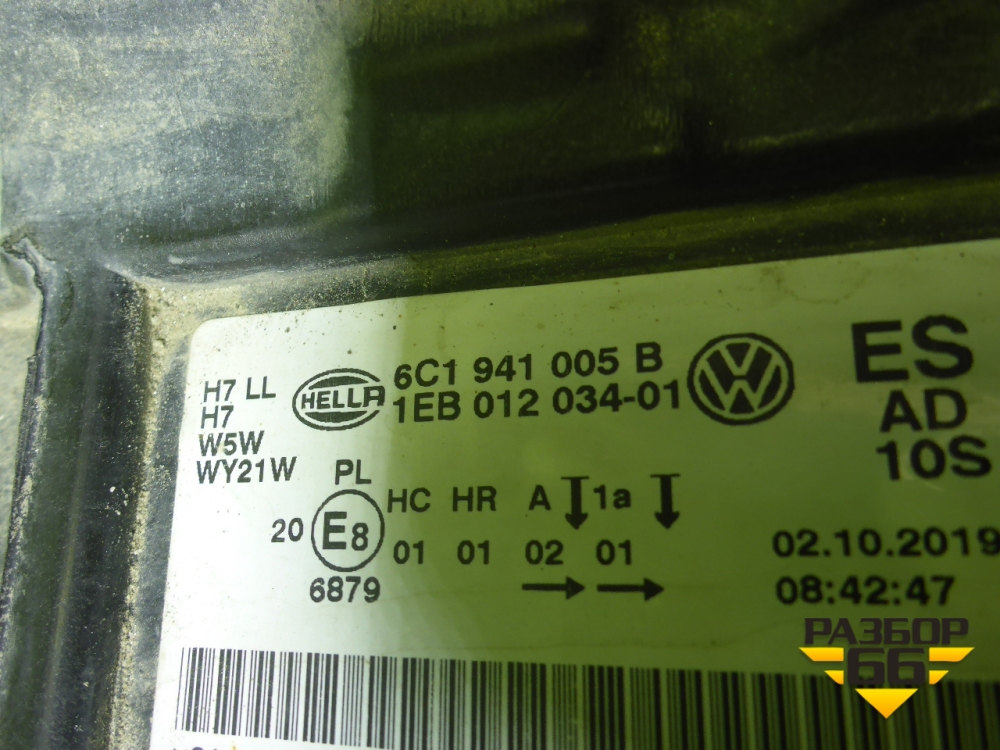 H7 LL
H7
W5W
WY21W
HELLA
6C1 941 005 B
1EB 012 034-01
ES
AD
10S
PL
HC HR A 1a
20 E8
01 01 02 01
6879
02.10.2019
08:42:47
РАЗБОР
66